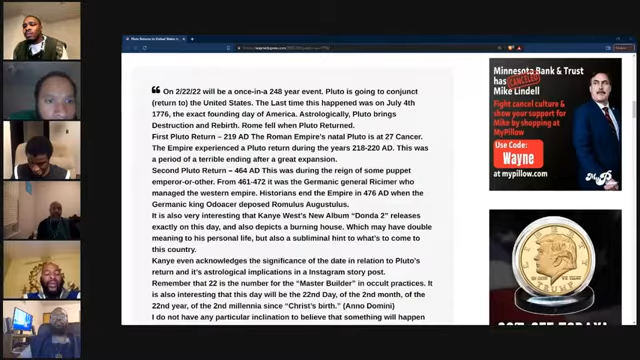 Pluto Returns in United States is
❝ On 2/22/22 will be a once-in-a 248 year event. Pluto is going to conjunct
(return to) the United States. The Last time this happened was on July 4th
1776, the exact founding day of America. Astrologically, Pluto brings
Destruction and Rebirth. Rome fell when Pluto Returned.
First Pluto Return – 219 AD The Roman Empire's natal Pluto is at 27 Cancer.
The Empire experienced a Pluto return during the years 218-220 AD. This was
a period of a terrible ending after a great expansion.
Second Pluto Return – 464 AD This was during the reign of some puppet
emperor-or-other. From 461-472 it was the Germanic general Ricimer who
managed the western empire. Historians end the Empire in 476 AD when the
Germanic king Odoacer deposed Romulus Augustulus.
It is also very interesting that Kanye West's New Album “Donda 2” releases
exactly on this day, and also depicts a burning house. Which may have double
meaning to his personal life, but also a subliminal hint to what's to come to
this country.
Kanye even acknowledges the significance of the date in relation to Pluto's
return and it's astrological implications in a Instagram story post.
Remember that 22 is the number for the “Master Builder” in occult practices. It
is also interesting that this day will be the 22nd Day, of the 2nd month, of the
22nd year, of the 2nd millennia since “Christ's birth.” (Anno Domini)
I do not have any particular inclination to believe that something will happen
Minnesota Bank & Trust
has CANCELED
Mike Lindell
Fight cancel culture &
show your support for
Mike by shopping at
MyPillow
Use Code:
Wayne
at mypillow.com
TRUMP